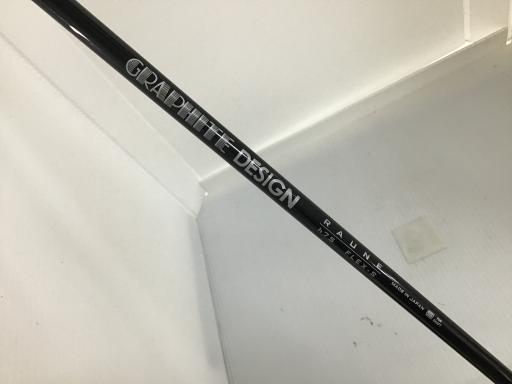 GRAPHITE DESIGN
RAUNE
h75 FLEX-S
MADE IN JAPAN